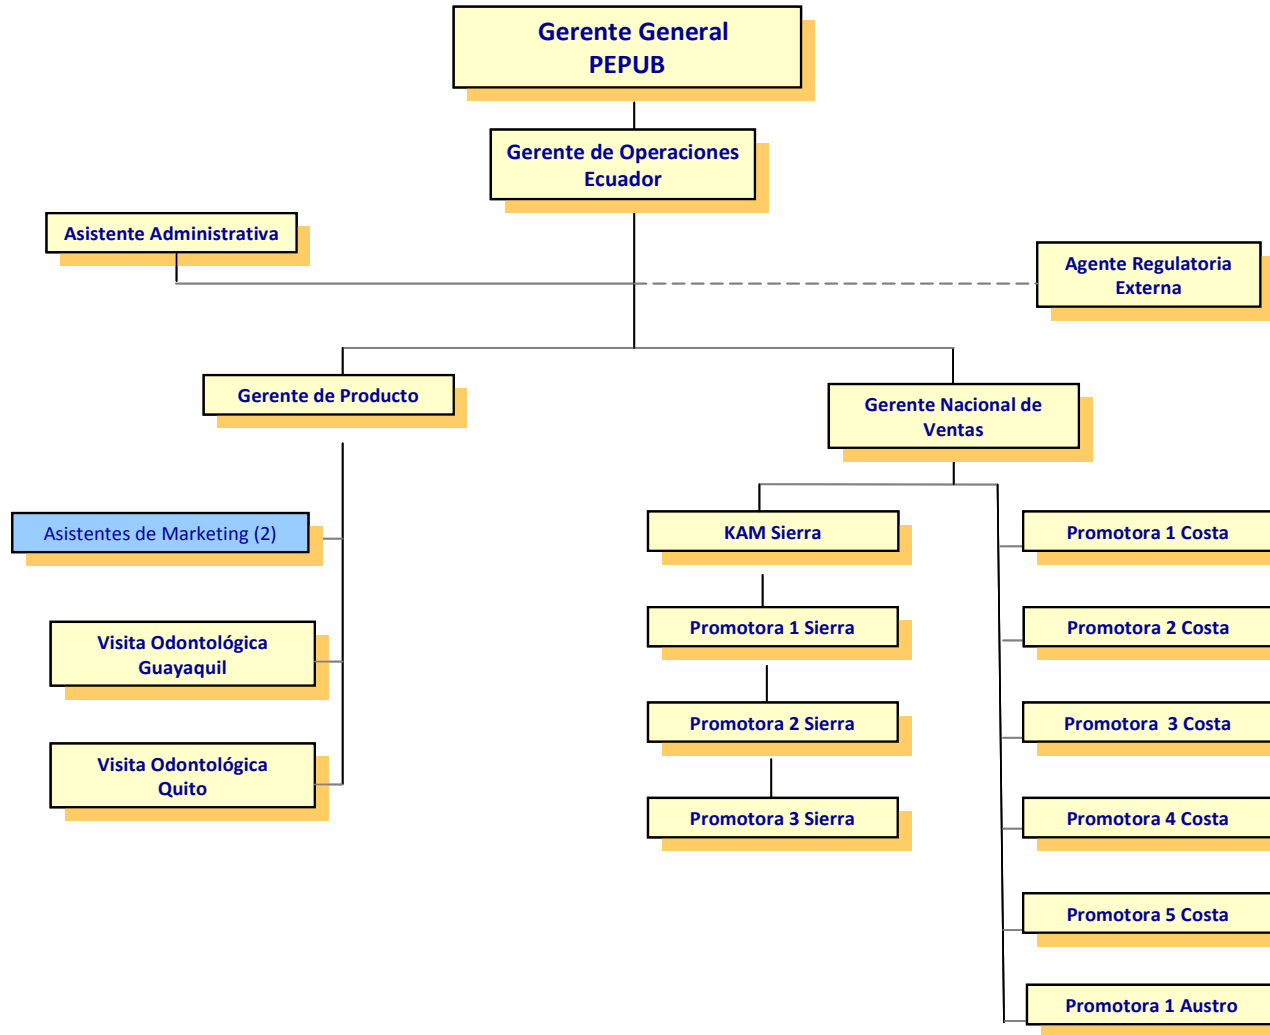 Gerente General
PEPUB
Gerente de Operaciones
Ecuador
Asistente Administrativa
Agente Regulatoria
Externa
Gerente de Producto
Gerente Nacional de
Ventas
Asistentes de Marketing (2)
KAM Sierra
Promotora 1 Costa
Visita Odontológica
Guayaquil
Promotora 1 Sierra
Promotora 2 Costa
Promotora 2 Sierra
Promotora 3 Costa
Visita Odontológica
Quito
Promotora 3 Sierra
Promotora 4 Costa
Promotora 5 Costa
Promotora 1 Austro